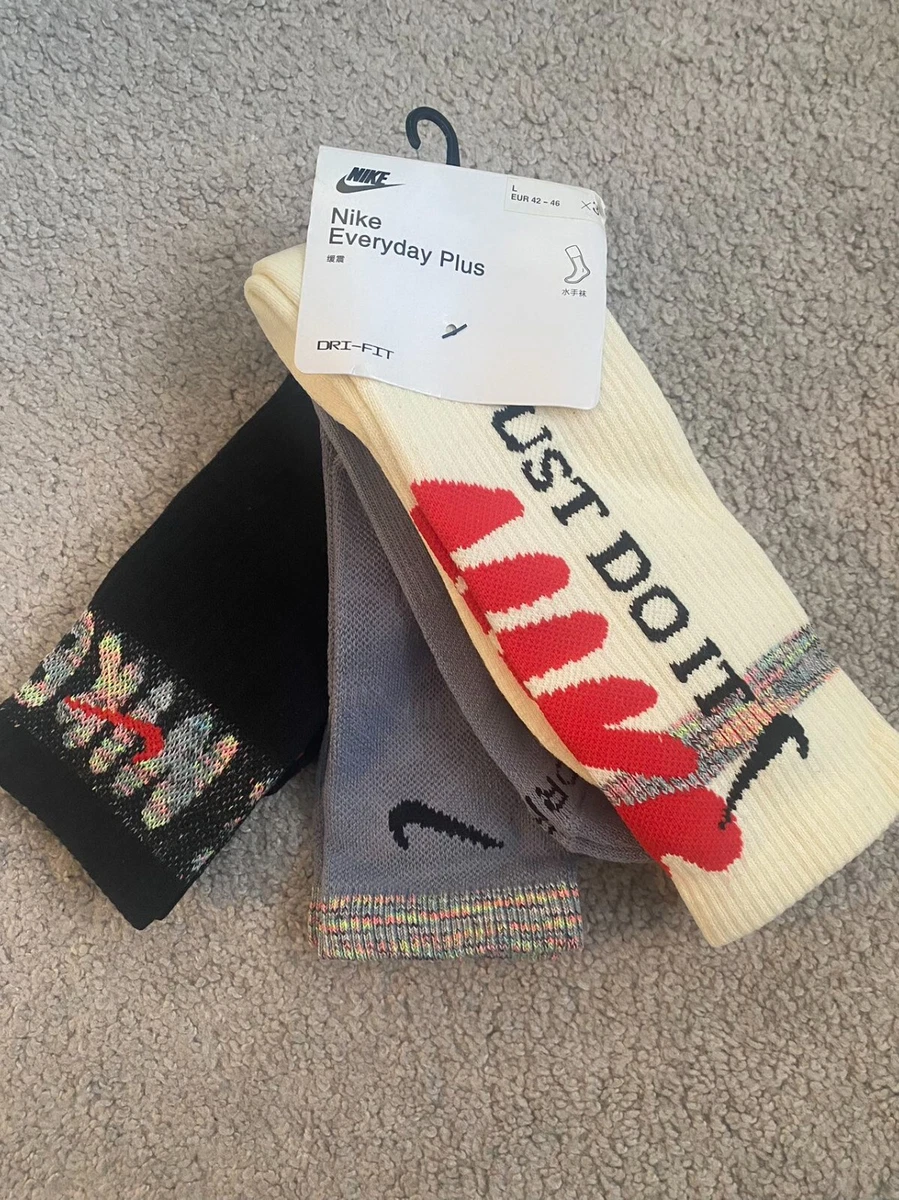 NIKE
L
EUR 42 – 46
Nike
Everyday Plus
缓震
水手袜
DRI-FIT
UST DO IT